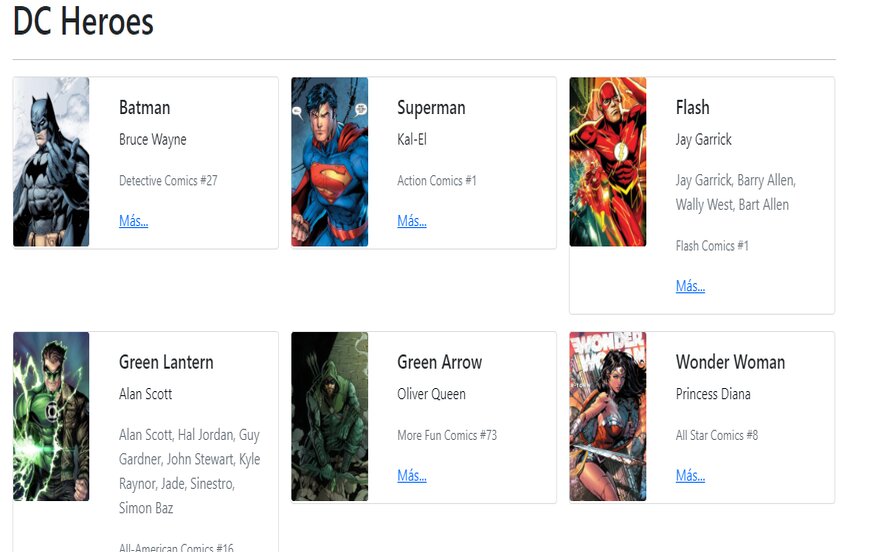 DC Heroes
Batman
Bruce Wayne
Detective Comics #27
Más...
Superman
Kal-El
Action Comics #1
Más...
Flash
Jay Garrick
Jay Garrick, Barry Allen,
Wally West, Bart Allen
Flash Comics #1
Más...
Green Lantern
Alan Scott
Alan Scott, Hal Jordan, Guy
Gardner, John Stewart, Kyle
Raynor, Jade, Sinestro,
Simon Baz
All-American Comics #16
Green Arrow
Oliver Queen
More Fun Comics #73
Más...
WONDER
WOMAN
Wonder Woman
Princess Diana
All Star Comics #8
Más...